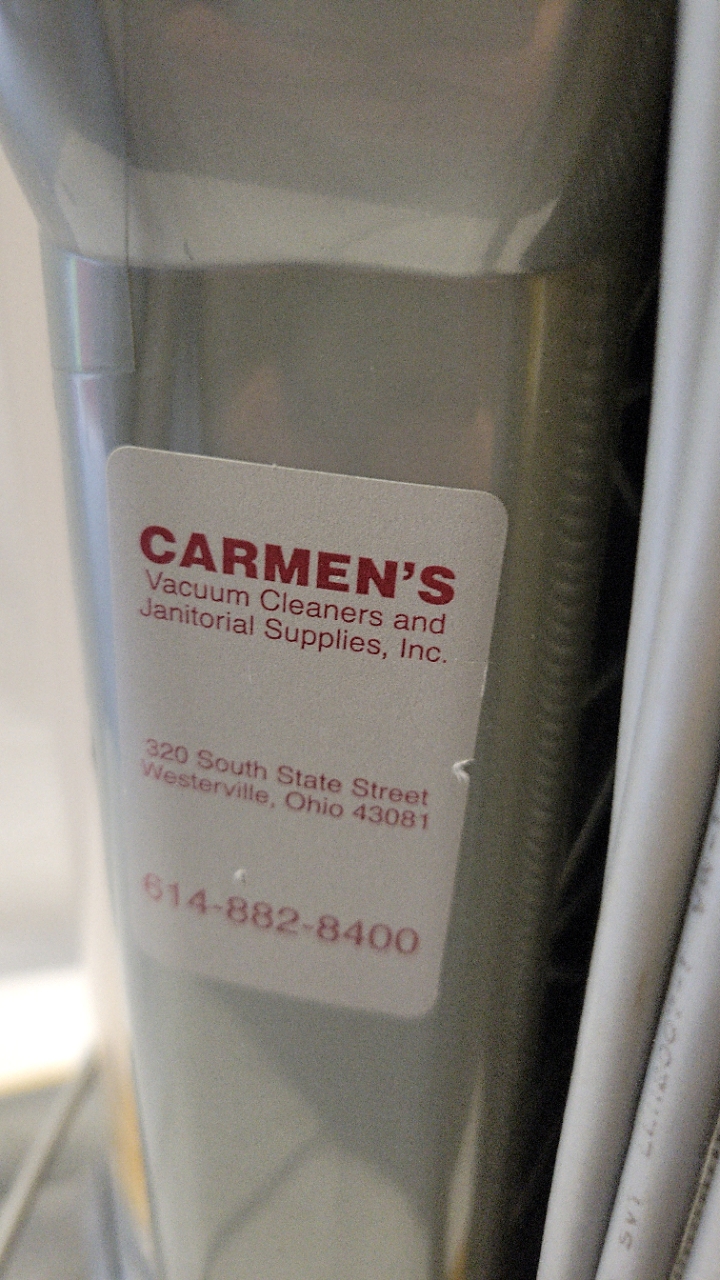 CARMEN'S
Vacuum Cleaners and
Janitorial Supplies, Inc.
320 South State Street
Westerville, Ohio 43081
614-882-8400